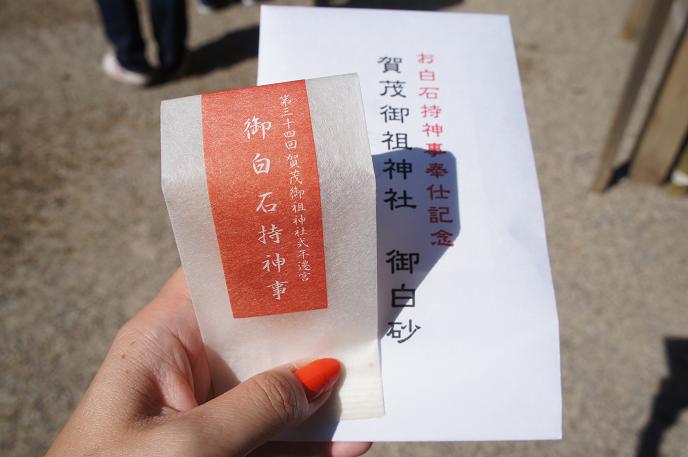 お白石持神事奉仕記念
賀茂御祖神社 御白砂
第三十四回賀茂御祖神社式年遷宮
御白石持神事